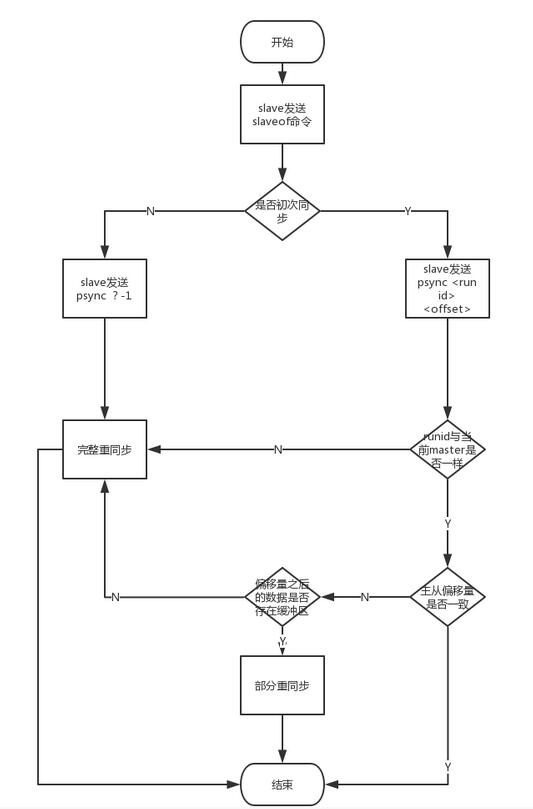 开始
slave发送
slaveof命令
是否初次同
步
N
Y
slave发送
psync ? -1
slave发送
psync <run
id>
<offset>
完整重同步
N
runid与当
前master是
否一样
Y
偏移量之后
的数据是否
存在缓冲区
N
N
主从偏移量
是否一致
Y
部分重同步
Y
结束